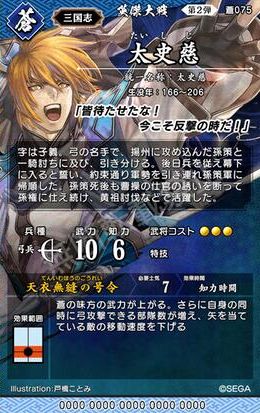 蒼
三国志
英傑大戦
第2弾
蒼075
たいしじ
太史慈
統一名称：太史慈
生没年：166～206
「皆待たせたな！
今こそ反撃の時だ！」
字は子義。弓の名手で、揚州に攻め込んだ孫策と
一騎討ちに及び、引き分ける。後日兵を従え幕下
に入ると誓い、約束通り軍勢を引き連れ孫策軍に
帰順した。孫策死後も曹操の仕官の誘いを断って
孫権に仕え続け、黄祖討伐などで活躍した。
兵種 武力 知力 武将コスト
弓兵 10 6 特技
てんいむほうのごうれい
天衣無縫の号令
必要士気 7
効果時間 知力時間
効果範囲
蒼の味方の武力が上がる。さらに自身の同
時に弓攻撃できる部隊数が増え、矢を当て
ている敵の移動速度を下げる
Illustration:戸橋ことみ ©SEGA
0000-0000-0000-0000-0000